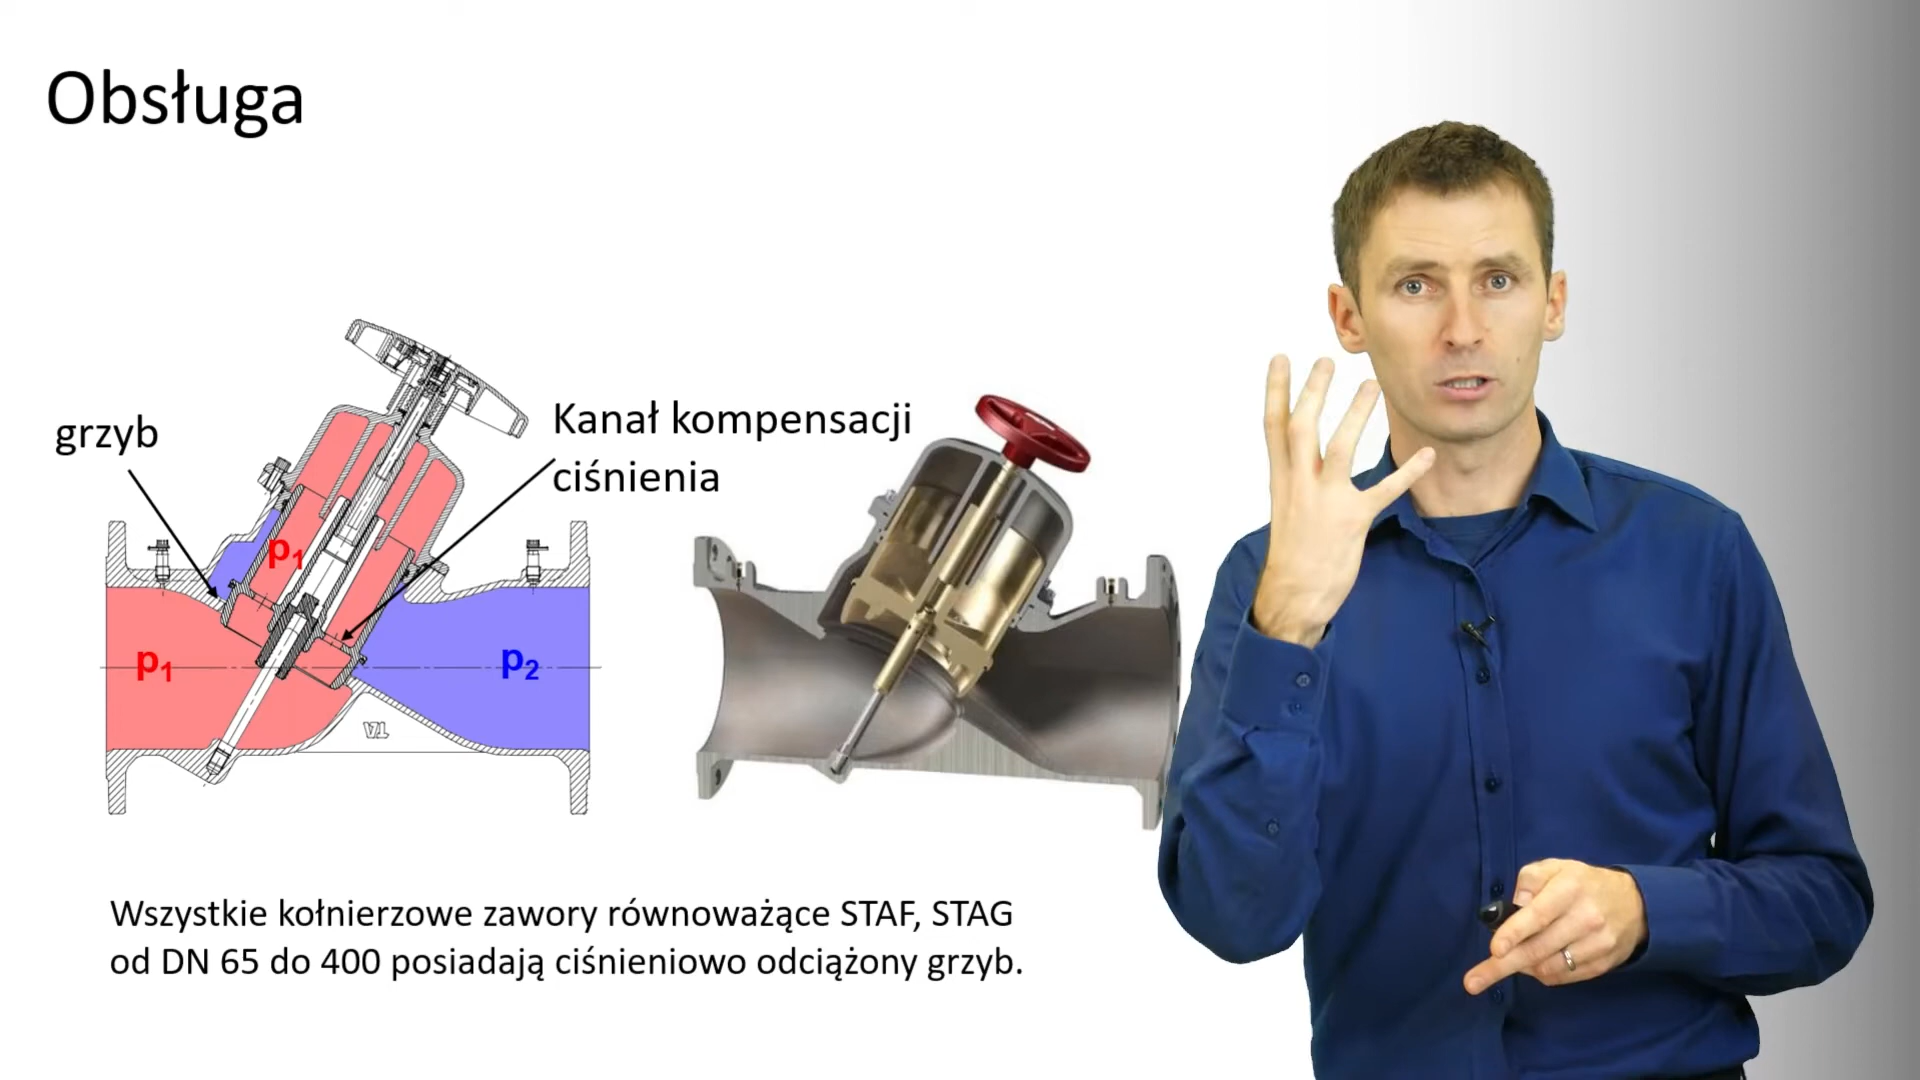 Obsługa
grzyb
Kanał kompensacji
ciśnienia
p1
p1
p2
TA
Wszystkie kołnierzowe zawory równoważące STAF, STAG
od DN 65 do 400 posiadają ciśnieniowo odciążony grzyb.